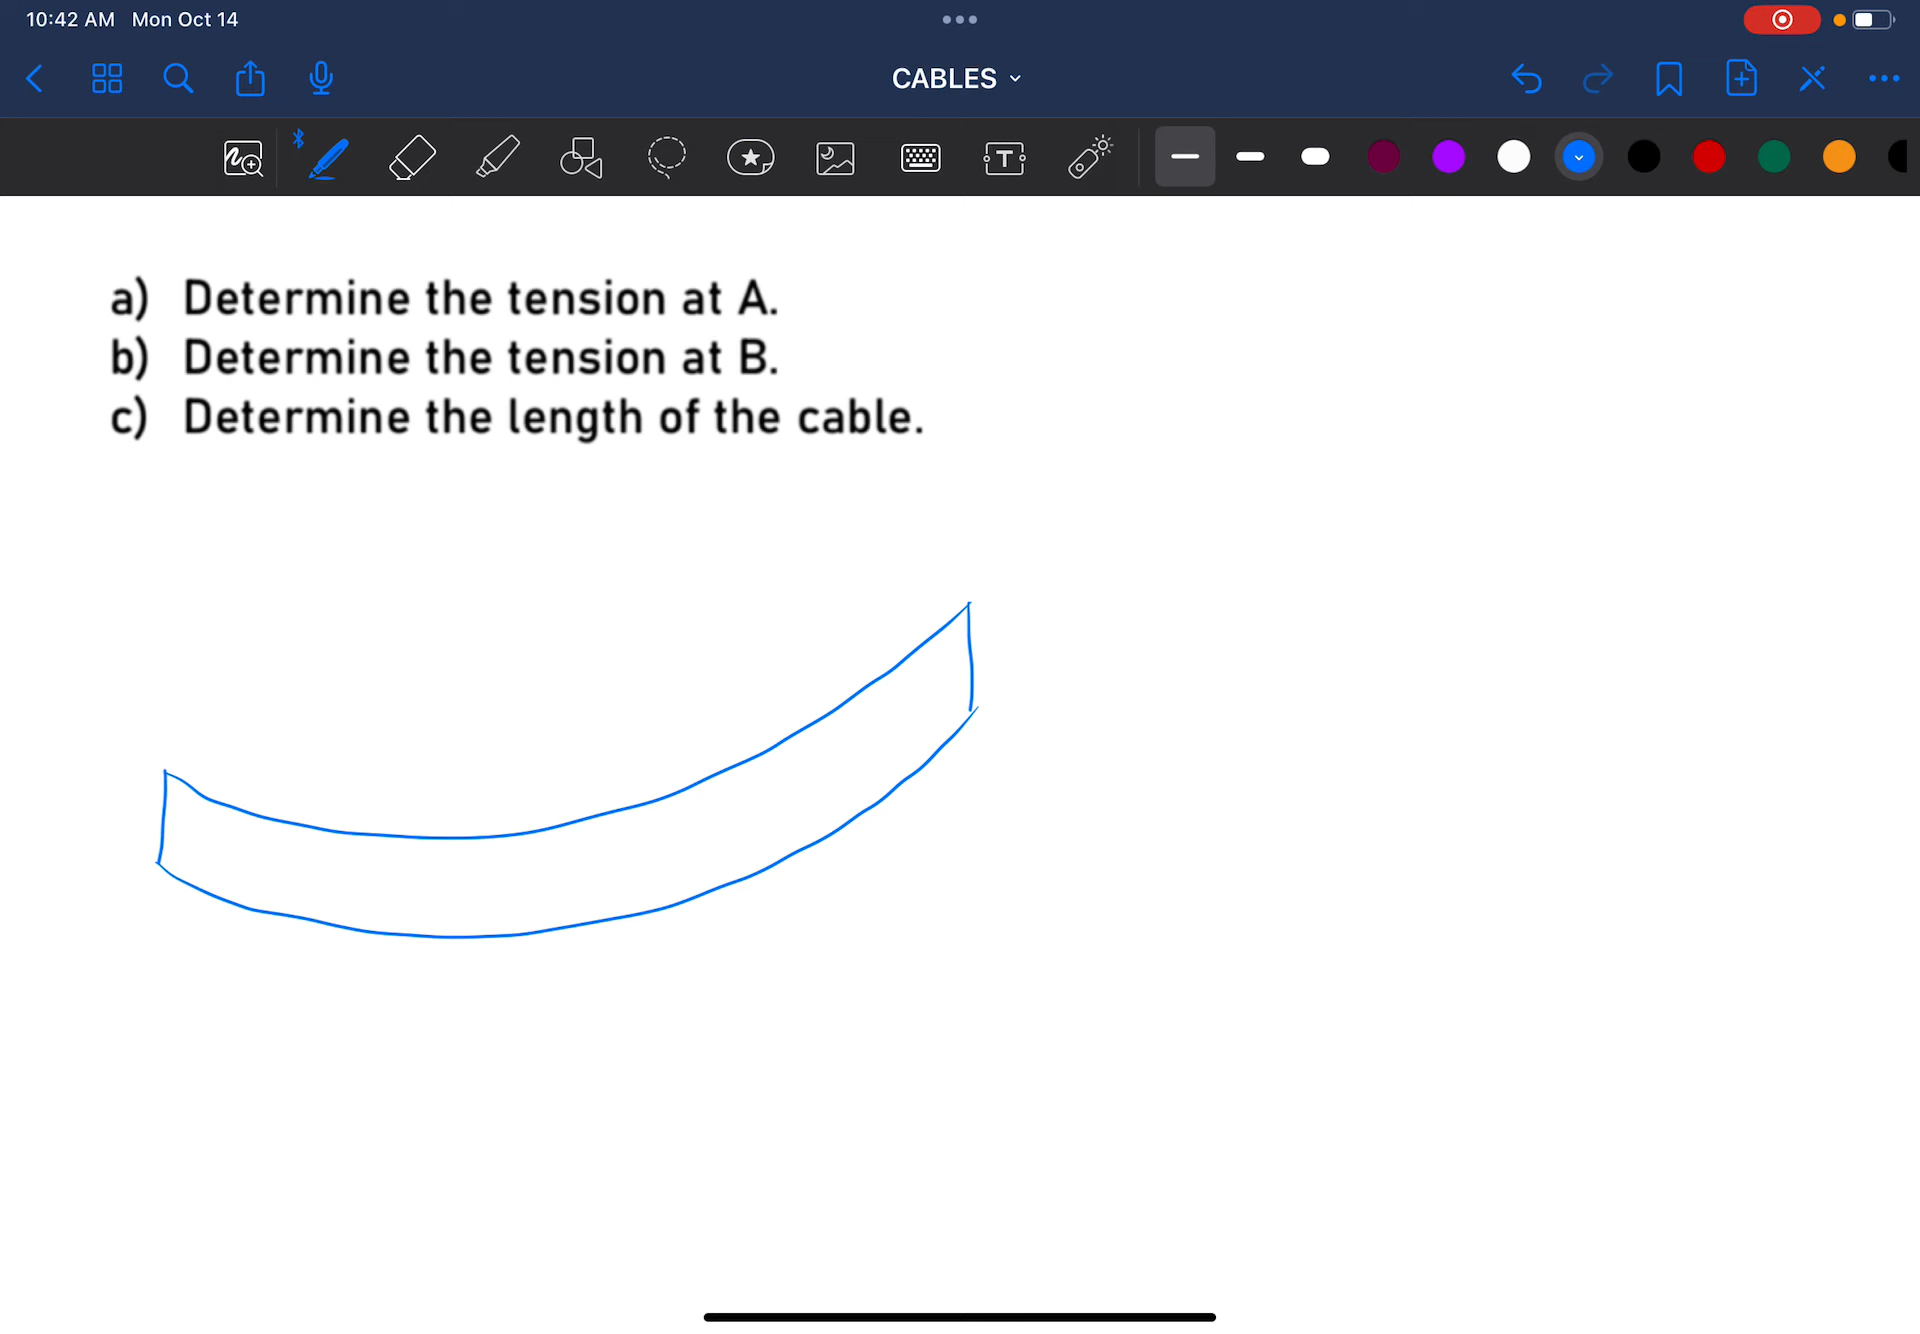 10:42 AM Mon Oct 14
CABLES
T
a) Determine the tension at A.
b) Determine the tension at B.
c) Determine the length of the cable.